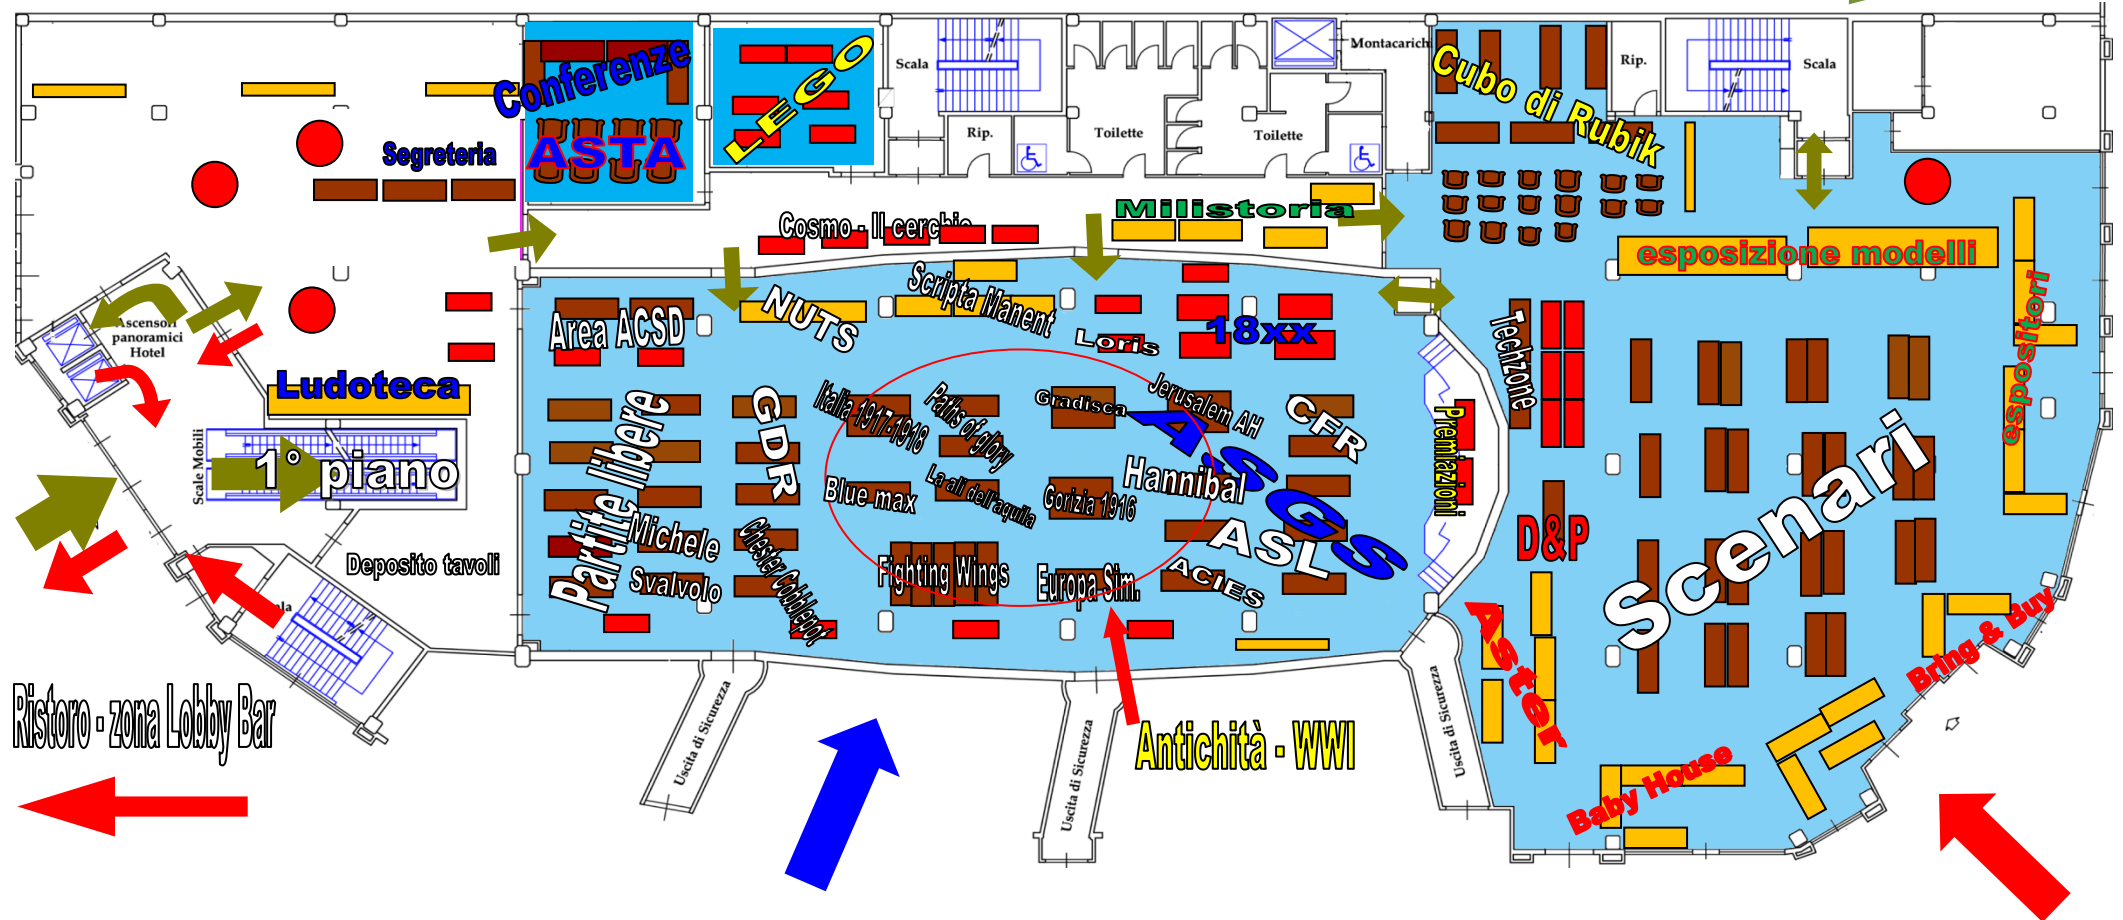 Conferenze
ASTA
LEGO
Scala
Rip.
Toilette
Toilette
Montacarich
Cubo di Rubik
Rip.
Scala
Segreteria
Cosmo - Il cerchio
Milistoria
esposizione modelli
espositori
Ascensori
panoramici
Hotel
Ludoteca
Scale Mobili
1° piano
Deposito tavoli
Area ACSD
NUTS
Scripta Manent
Loris
18xx
Techzone
Partite libere
GDR
Italia 1917-1918
Paths of glory
Gradisca
Jerusalem AH
CFR
A.S.G.S
Premiazioni
Blue max
La ali dell'aquila
Gorizia 1916
Hannibal
Michele
Svalvolo
Chester Cobblepot
Fighting Wings
Europa Sim.
ASL
ACIES
D&P
Scenari
Aster
Bring & Buy
Baby House
Ristoro - zona Lobby Bar
Uscita di Sicurezza
Uscita di Sicurezza
Uscita di Sicurazza
Antichità - WWI